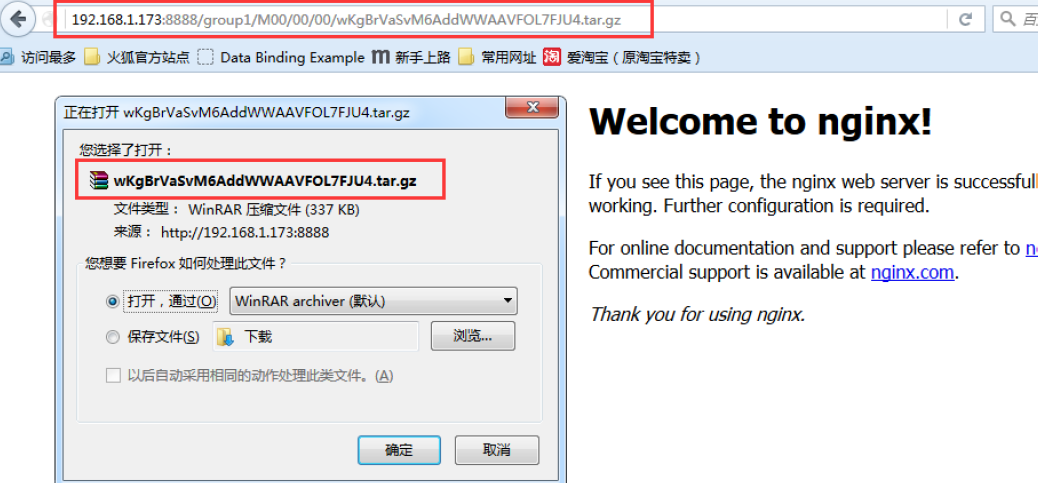 192.168.1.173:8888/group1/M00/00/00/wKgBrVaSvM6AddWWAAVFOL7FJU4.tar.gz
访问最多 火狐官方站点 Data Binding Example 新手上路 常用网址 淘 爱淘宝（原淘宝特卖）
正在打开 wKgBrVaSvM6AddWWAAVFOL7FJU4.tar.gz
您选择了打开：
wKgBrVaSvM6AddWWAAVFOL7FJU4.tar.gz
文件类型： WinRAR 压缩文件 (337 KB)
来源： http://192.168.1.173:8888
您想要 Firefox 如何处理此文件？
打开，通过(O) WinRAR archiver (默认)
保存文件(S) 下载 浏览...
以后自动采用相同的动作处理此类文件。(A)
确定 取消
Welcome to nginx!
If you see this page, the nginx web server is successful
working. Further configuration is required.
For online documentation and support please refer to n
Commercial support is available at nginx.com.
Thank you for using nginx.